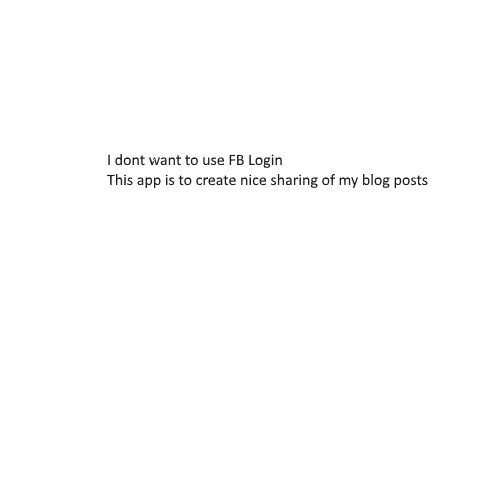 I dont want to use FB Login
This app is to create nice sharing of my blog posts